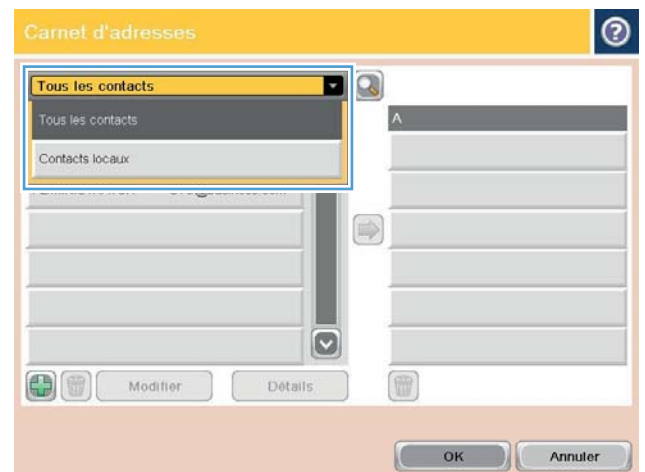 Carnet d'adresses
Tous les contacts
Tous les contacts
A
Contacts locaux
Modifier
Détails
OK
Annuler